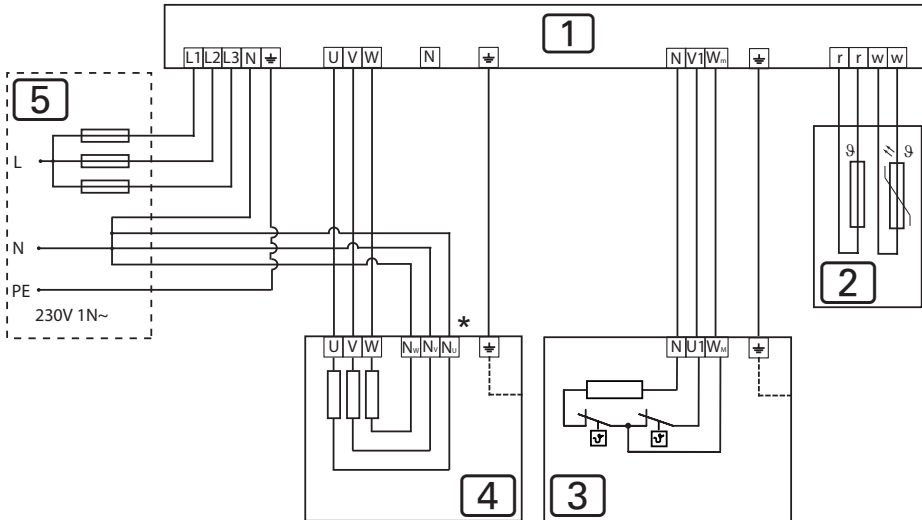 1
L1 L2 L3 N
U V W
N
N V1 Wm
r r w w
5
L
N
PE
230V 1N~
ϑ
ϑ
2
*
U V W
NW NV NU
N U1 WM
ϑ
ϑ
4
3